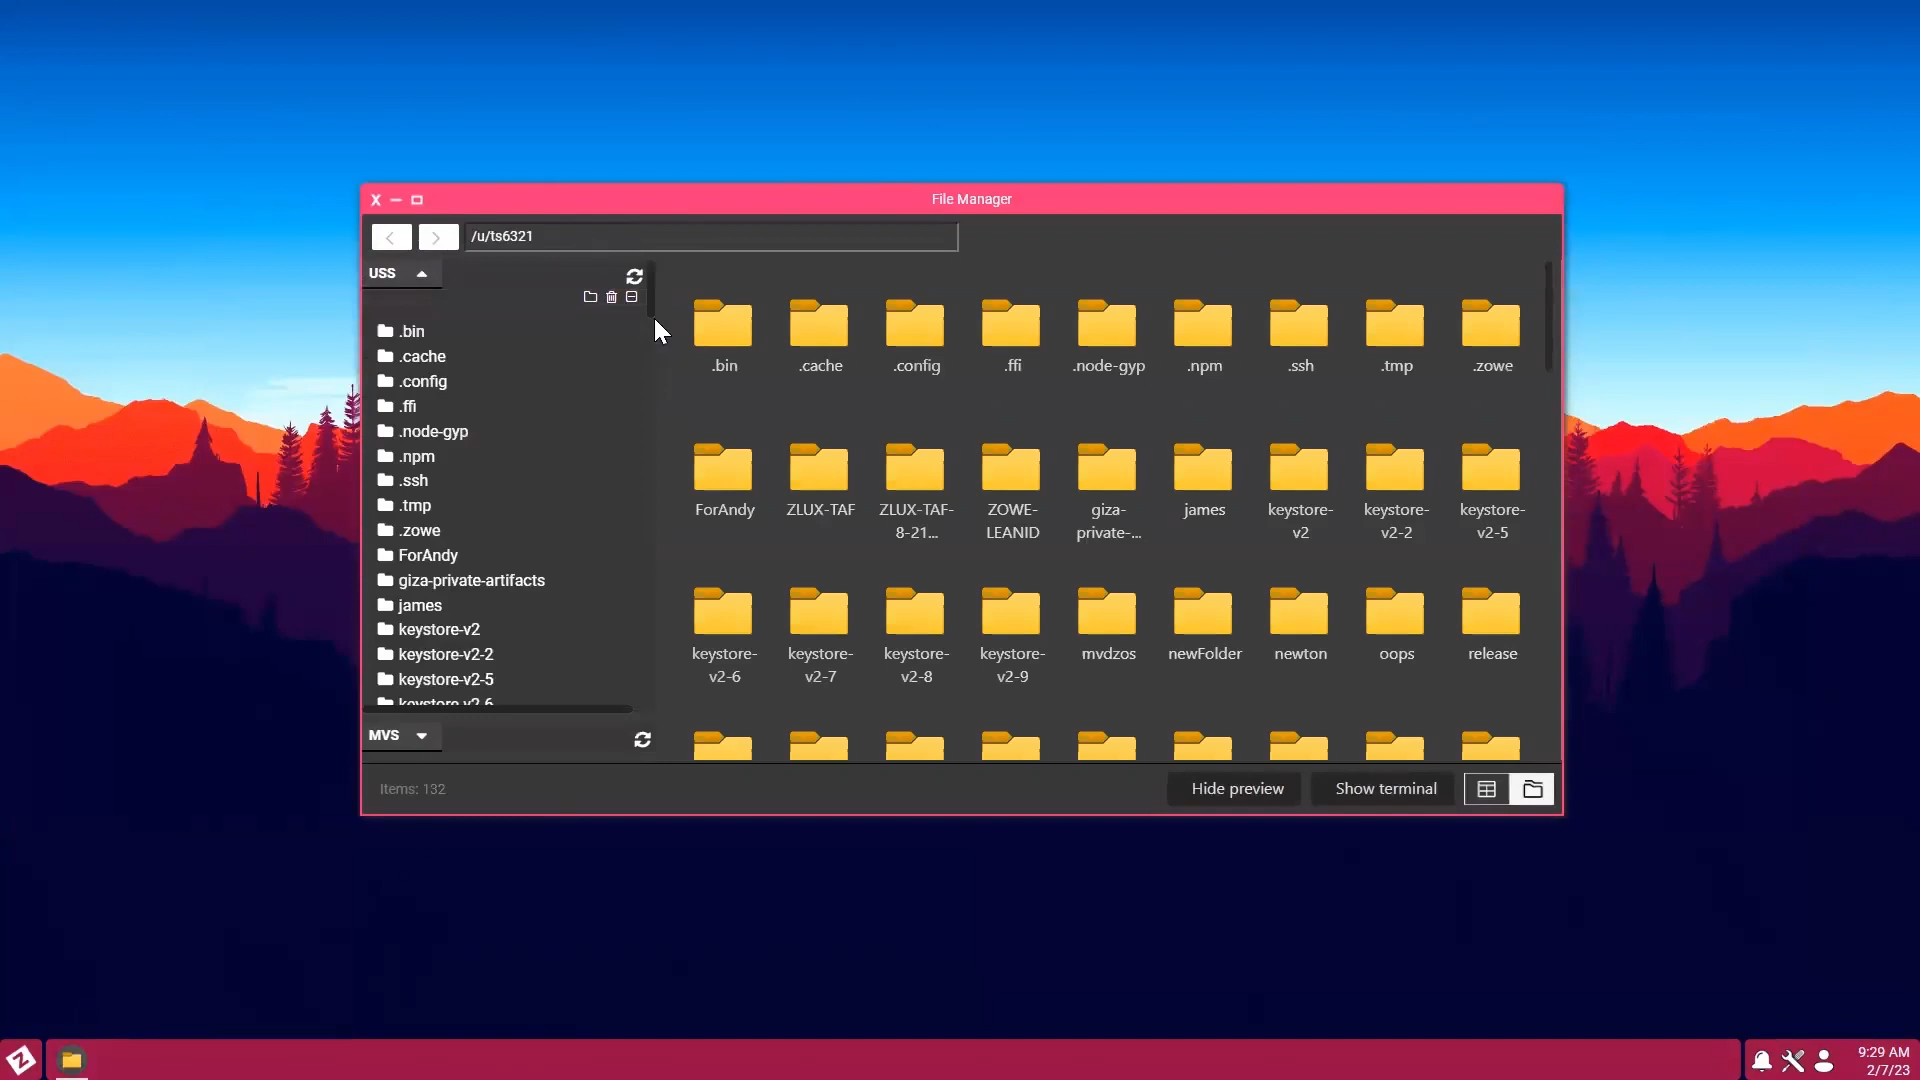 File Manager
/u/ts6321
USS
.bin
.cache
.config
.ffi
.node-gyp
.npm
.ssh
.tmp
.zowe
ForAndy
giza-private-artifacts
james
keystore-v2
keystore-v2-2
keystore-v2-5
keystore-v2-6
MVS
.bin .cache .config .ffi .node-gyp .npm .ssh .tmp .zowe
ForAndy ZLUX-TAF ZLUX-TAF- ZOWE- giza- james keystore- keystore- keystore-
8-21... LEANID private-... v2 v2-2 v2-5
keystore- keystore- keystore- keystore- mvdzos newFolder newton oops release
v2-6 v2-7 v2-8 v2-9
Items: 132
Hide preview
Show terminal
9:29 AM
2/7/23